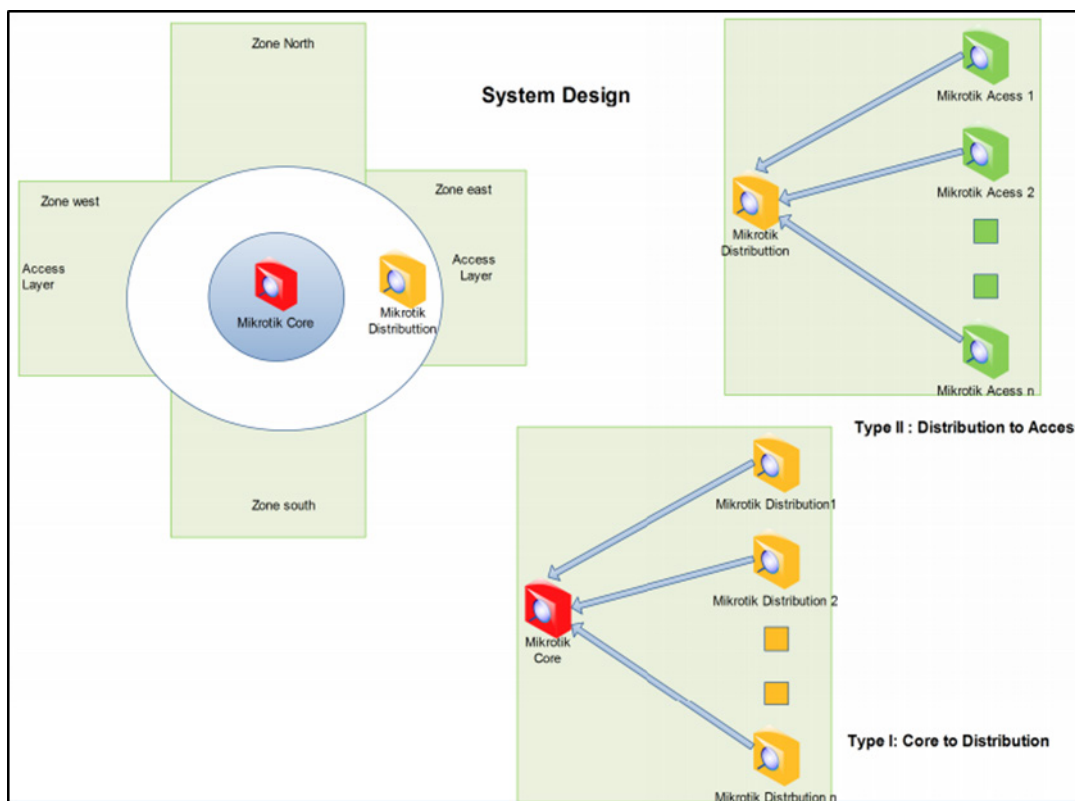 System Design
Zone North
Zone west
Zone east
Access
Layer
Access
Layer
Mikrotik Core
Mikrotik
Distributtion
Zone south
Mikrotik Acess 1
Mikrotik Acess 2
Mikrotik
Distributtion
Mikrotik Acess n
Type II : Distribution to Acces
Mikrotik Distribution1
Mikrotik Distribution 2
Mikrotik
Core
Type I: Core to Distribution
Mikrotik Distrbution n